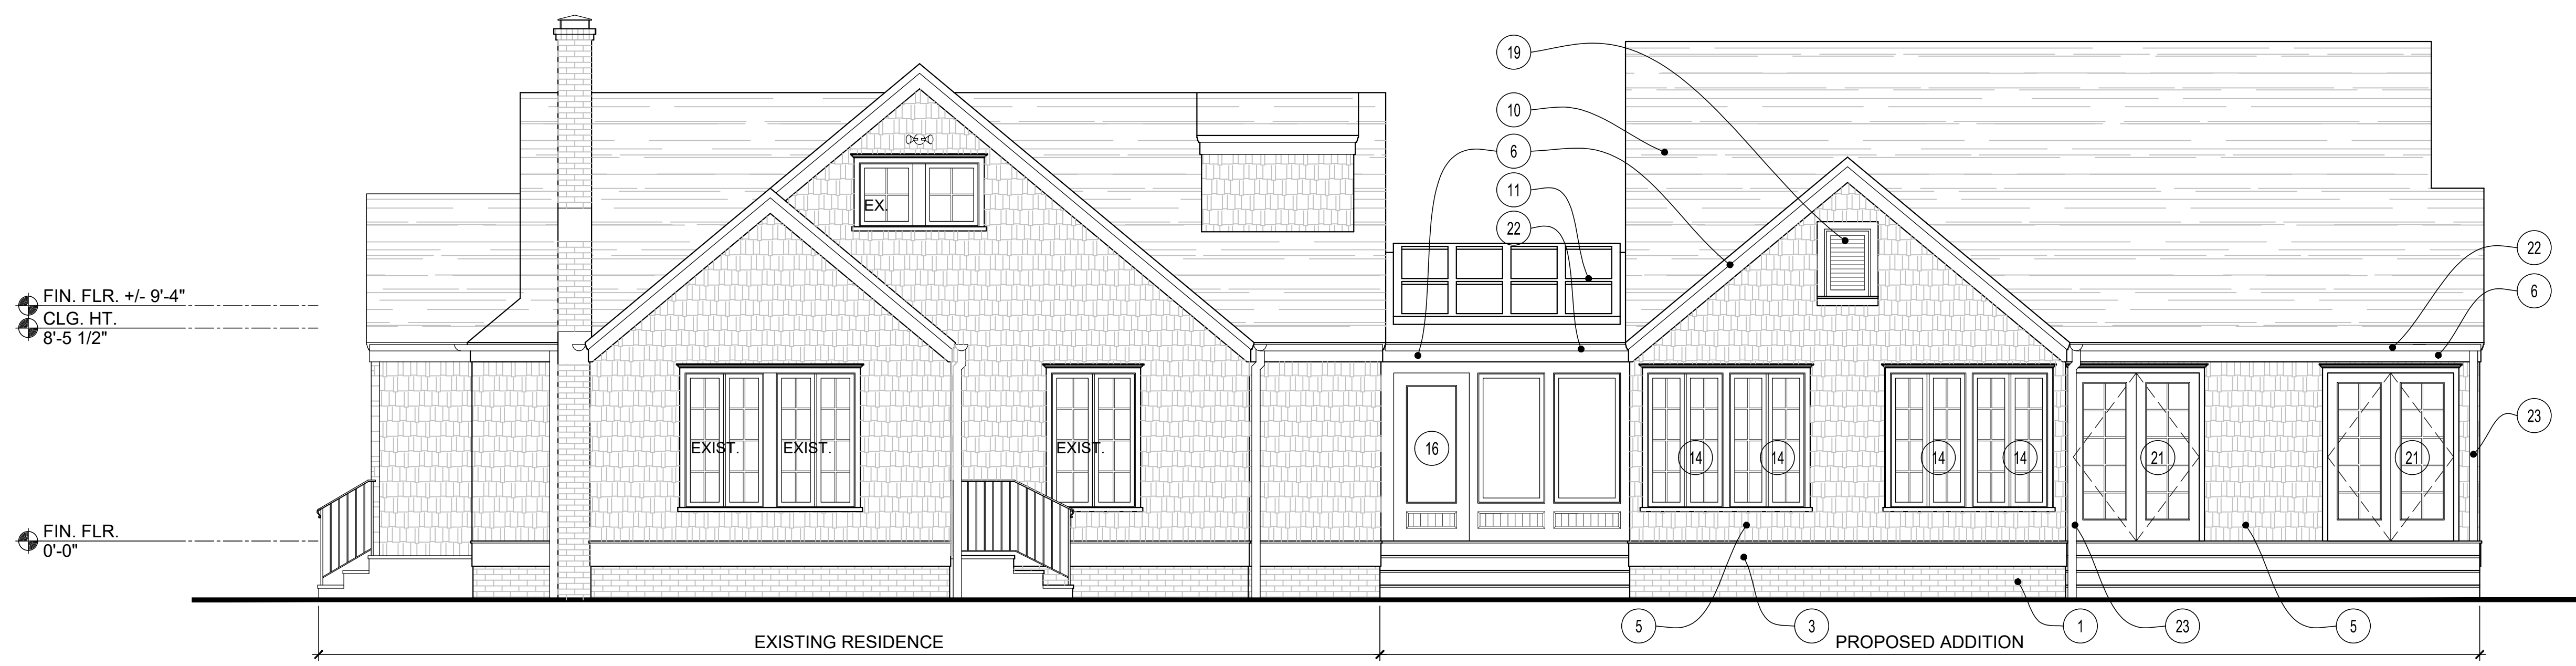 19
10
6
11
22
EX.
22
6
FIN. FLR. +/- 9'-4"
CLG. HT.
8'-5 1/2"
23
EXIST.
EXIST.
EXIST.
16
14
14
14
14
21
21
FIN. FLR.
0'-0"
5
3
1
23
5
EXISTING RESIDENCE
PROPOSED ADDITION